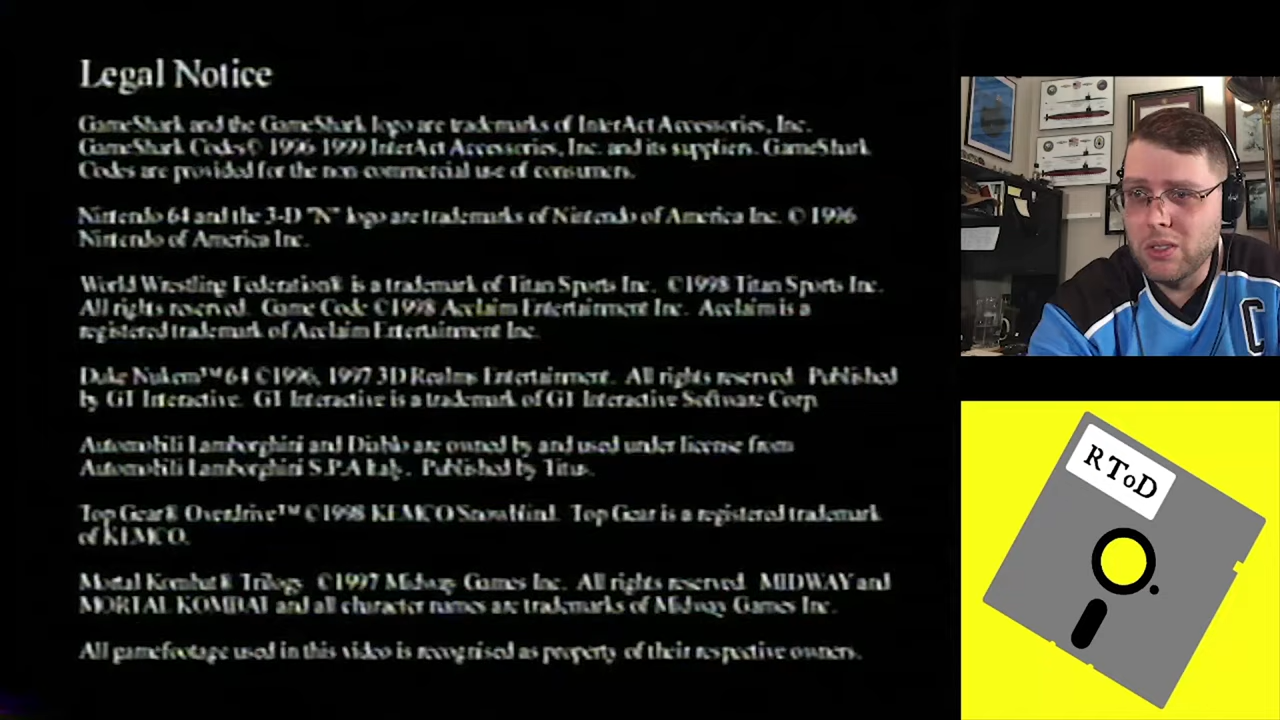 Legal Notice
GameShark and the GameShark logo are trademarks of InterAct Accessories, Inc.
GameShark Codes© 1996-1999 InterAct Accessories, Inc. and its suppliers. GameShark
Codes are provided for the non-commercial use of consumers.
Nintendo 64 and the 3-D "N" logo are trademarks of Nintendo of America Inc. © 1996
Nintendo of America Inc.
World Wrestling Federation® is a trademark of Titan Sports Inc. ©1998 Titan Sports Inc.
All rights reserved. Game Code ©1998 Acclaim Entertainment Inc. Acclaim is a
registered trademark of Acclaim Entertainment Inc.
Duke Nukem™ 64 ©1996, 1997 3D Realms Entertainment. All rights reserved. Published
by GT Interactive. GT Interactive is a trademark of GT Interactive Software Corp.
Automobili Lamborghini and Diablo are owned by and used under license from
Automobili Lamborghini S.P.A Italy. Published by Titus.
Top Gear® Overdrive™ ©1998 KEMCO/Snowblind. Top Gear is a registered trademark
of KEMCO.
Mortal Kombat® Trilogy ©1997 Midway Games Inc. All rights reserved. MIDWAY and
MORTAL KOMBAT and all character names are trademarks of Midway Games Inc.
All gamefootage used in this video is recognised as property of their respective owners.
C
RToD